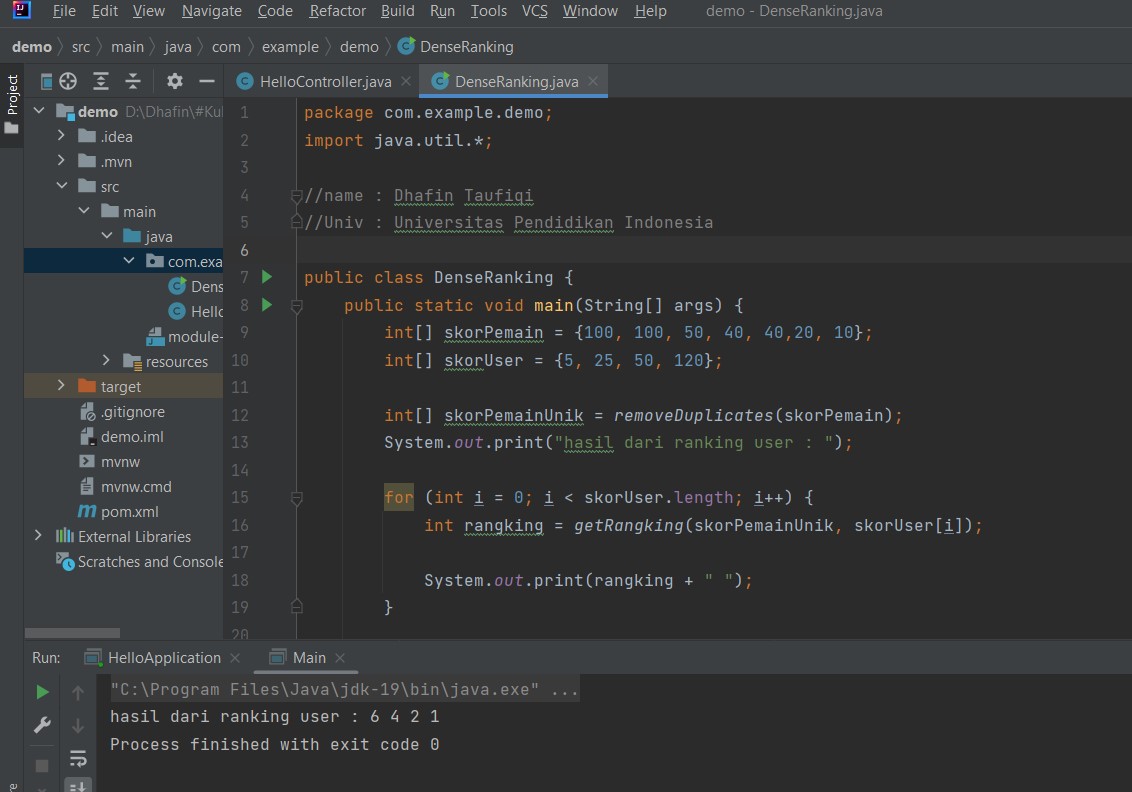 File Edit View Navigate Code Refactor Build Run Tools VCS Window Help demo - DenseRanking.java
demo src main java com example demo DenseRanking
Project
HelloController.java DenseRanking.java
demo D:\Dhafin\#Ku
.idea
.mvn
src
main
java
com.exa
Dens
Hello
module-
resources
target
.gitignore
demo.iml
mvnw
mvnw.cmd
pom.xml
External Libraries
Scratches and Console
1 package com.example.demo;
2 import java.util.*;
3
4 //name : Dhafin Taufiqi
5 //Univ : Universitas Pendidikan Indonesia
6
7 public class DenseRanking {
8 public static void main(String[] args) {
9 int[] skorPemain = {100, 100, 50, 40, 40,20, 10};
10 int[] skorUser = {5, 25, 50, 120};
11
12 int[] skorPemainUnik = removeDuplicates(skorPemain);
13 System.out.print("hasil dari ranking user : ");
14
15 for (int i = 0; i < skorUser.length; i++) {
16 int rangking = getRangking(skorPemainUnik, skorUser[i]);
17
18 System.out.print(rangking + " ");
19 }
20
Run: HelloApplication Main
"C:\Program Files\Java\jdk-19\bin\java.exe" ...
hasil dari ranking user : 6 4 2 1
Process finished with exit code 0